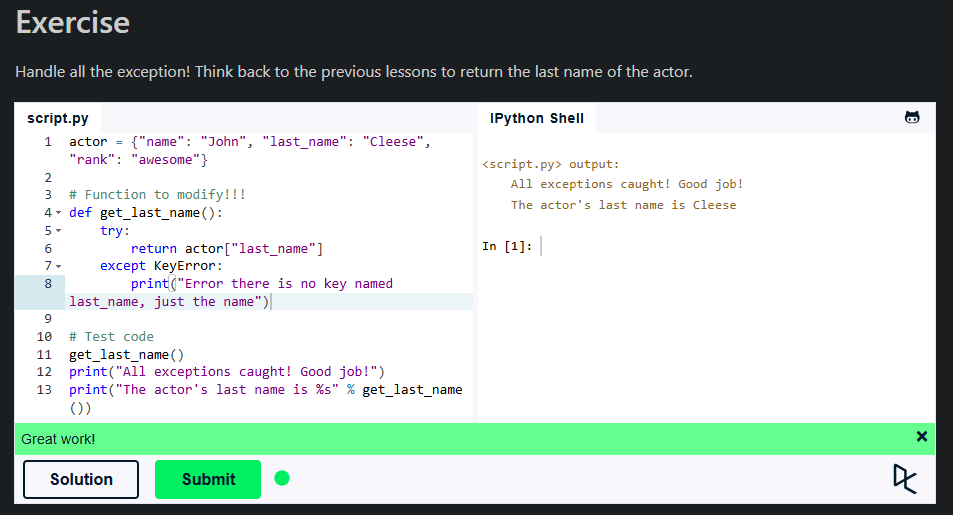 Exercise
Handle all the exception! Think back to the previous lessons to return the last name of the actor.
script.py
1 actor = {"name": "John", "last_name": "Cleese",
"rank": "awesome"}
2
3 # Function to modify!!!
4 def get_last_name():
5     try:
6         return actor["last_name"]
7     except KeyError:
8         print("Error there is no key named
last_name, just the name")
9
10 # Test code
11 get_last_name()
12 print("All exceptions caught! Good job!")
13 print("The actor's last name is %s" % get_last_name
())
IPython Shell
<script.py> output:
    All exceptions caught! Good job!
    The actor's last name is Cleese
In [1]:
Great work!
Solution
Submit